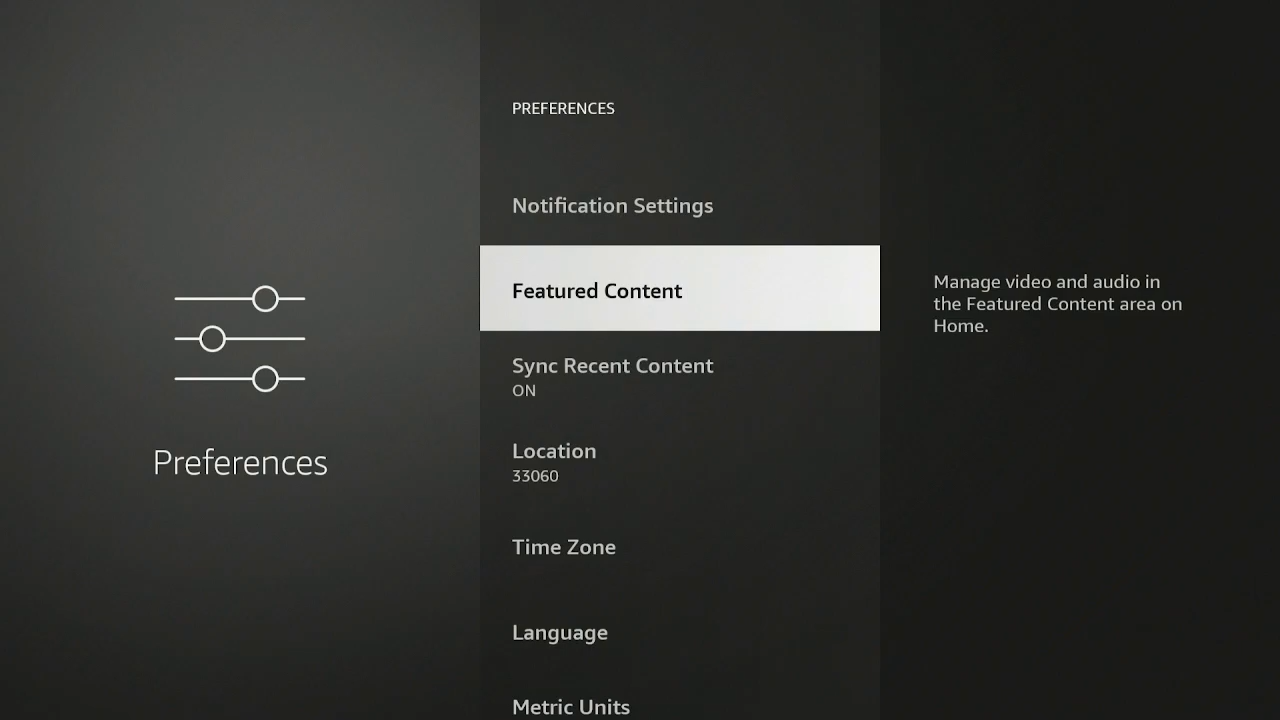 Preferences
PREFERENCES
Notification Settings
Featured Content
Sync Recent Content
ON
Location
33060
Time Zone
Language
Metric Units
Manage video and audio in
the Featured Content area on
Home.